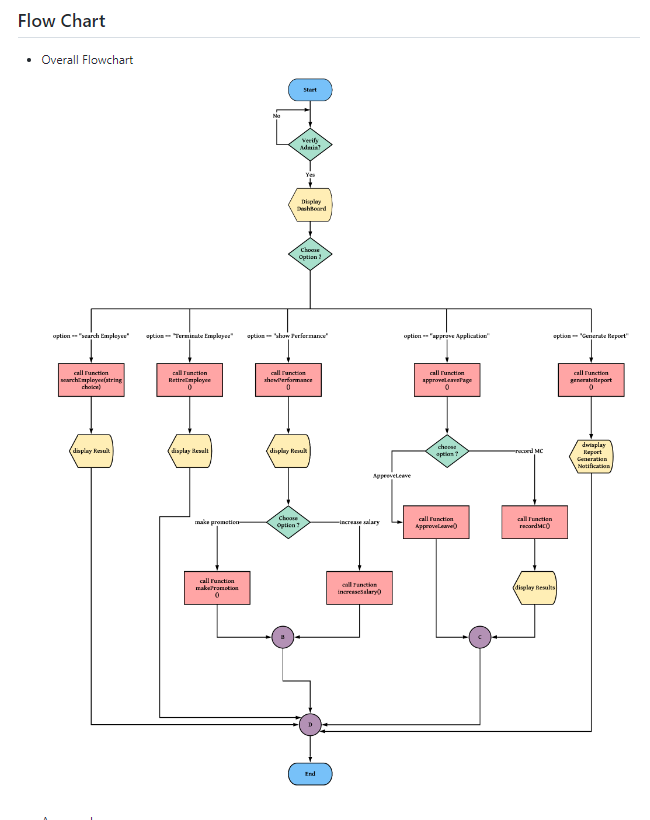 Flow Chart
Overall Flowchart
Start
No
Verify
Admin?
Yes
Display
DashBoard
Choose
Option ?
option == "search Employee"
option == "Terminate Employee"
option == "show Performance"
option == "approve Application"
option == "Generate Report"
call Function
searchEmployee(string
choice)
call Function
RetireEmployee
()
call Function
showPerformance
()
call Function
approveLeavePage
()
call Function
generateReport
()
display Result
display Result
display Result
choose
option ?
record MC
dwisplay
Report
Generation
Notification
ApproveLeave
make promotion
Choose
Option ?
increase salary
call Function
ApproveLeave()
call Function
recordMC()
call Function
makePromotion
()
call Function
increaseSalary()
display Results
B
C
D
End